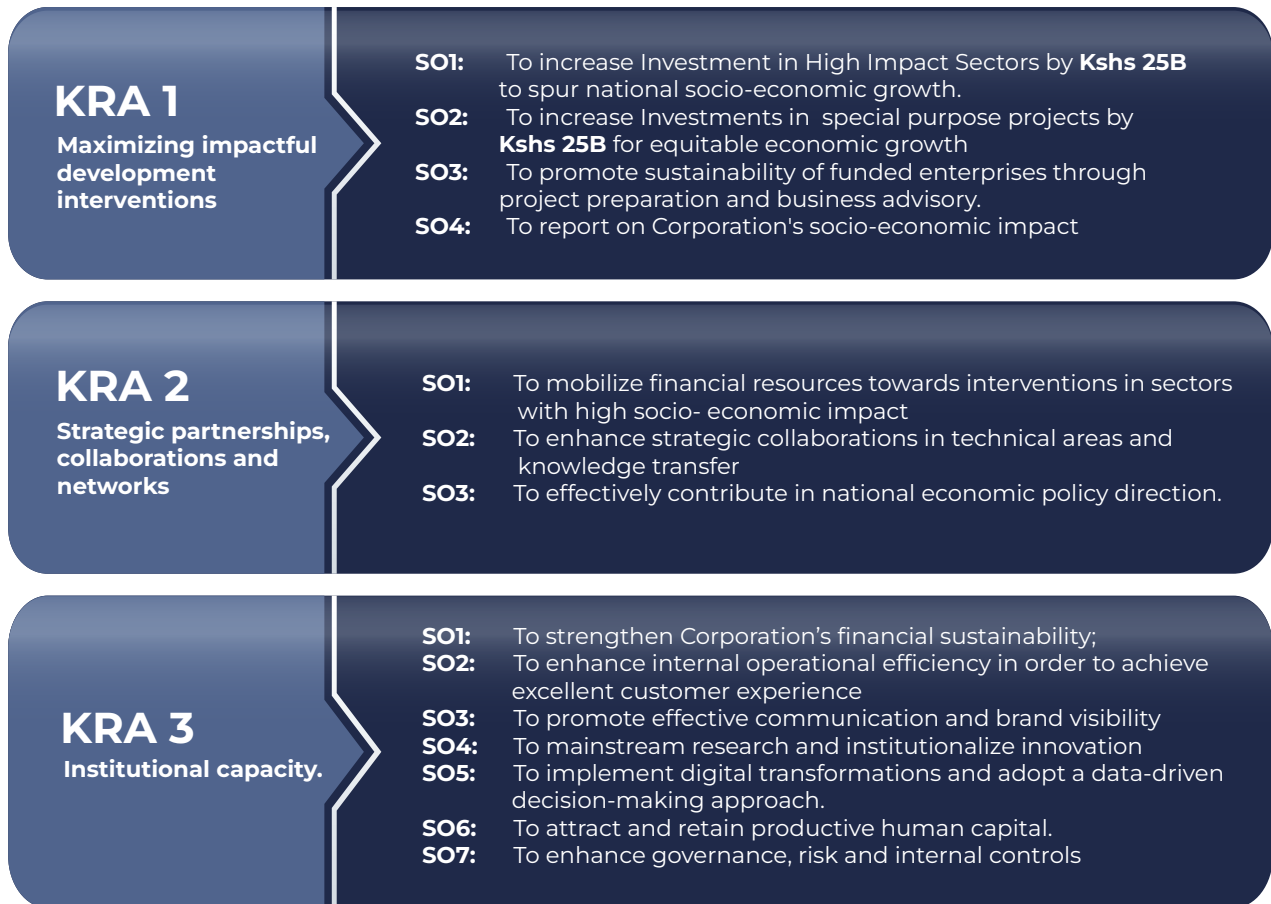 KRA 1
Maximizing impactful
development
interventions
SO1: To increase Investment in High Impact Sectors by Kshs 25B
to spur national socio-economic growth.
SO2: To increase Investments in special purpose projects by
Kshs 25B for equitable economic growth
SO3: To promote sustainability of funded enterprises through
project preparation and business advisory.
SO4: To report on Corporation's socio-economic impact
KRA 2
Strategic partnerships,
collaborations and
networks
SO1: To mobilize financial resources towards interventions in sectors
with high socio- economic impact
SO2: To enhance strategic collaborations in technical areas and
knowledge transfer
SO3: To effectively contribute in national economic policy direction.
KRA 3
Institutional capacity.
SO1: To strengthen Corporation’s financial sustainability;
SO2: To enhance internal operational efficiency in order to achieve
excellent customer experience
SO3: To promote effective communication and brand visibility
SO4: To mainstream research and institutionalize innovation
SO5: To implement digital transformations and adopt a data-driven
decision-making approach.
SO6: To attract and retain productive human capital.
SO7: To enhance governance, risk and internal controls